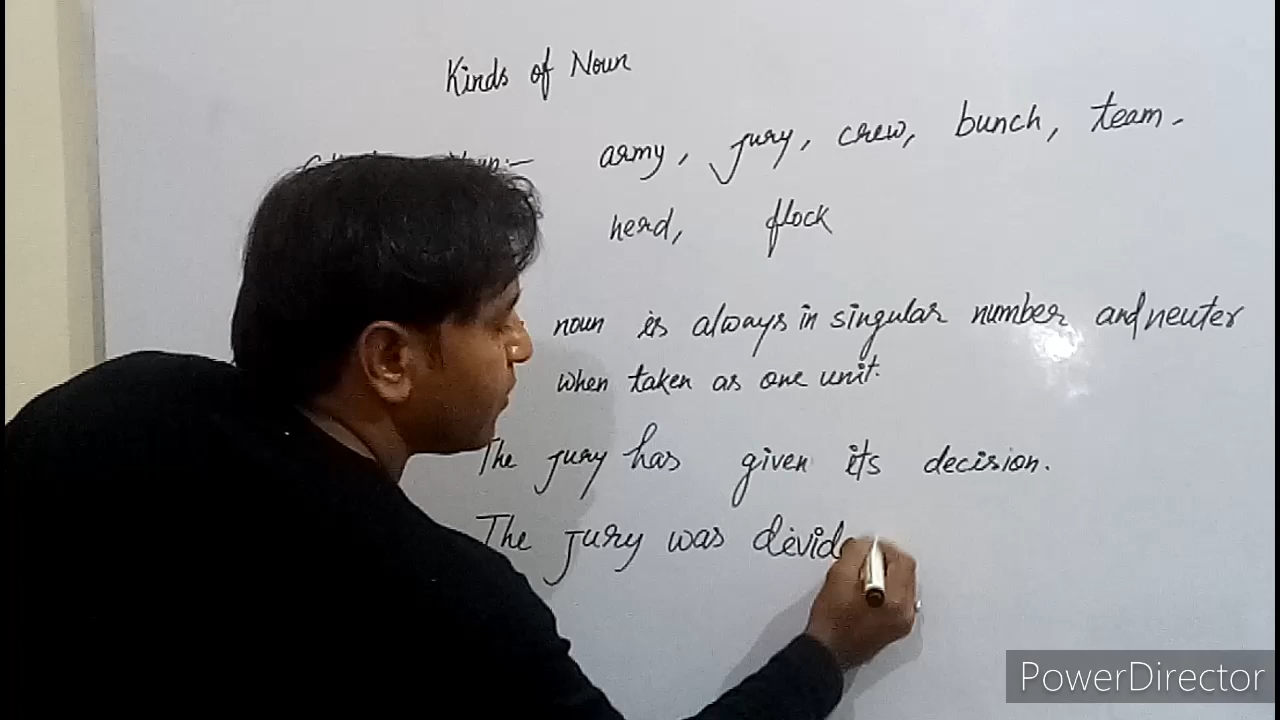 Kinds of Noun
army, jury, crew, bunch, team.
herd, flock
noun is always in singular number and neuter
when taken as one unit.
The jury has given its decision.
The jury was
PowerDirector